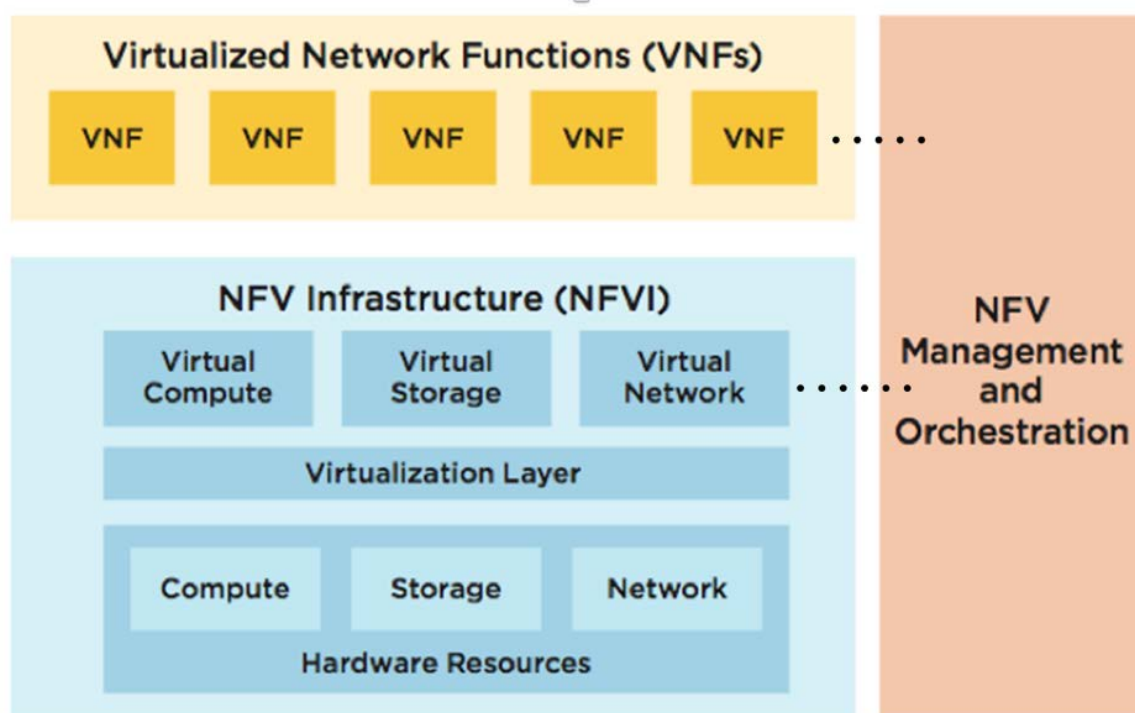 Virtualized Network Functions (VNFs)
VNF VNF VNF VNF VNF
NFV Infrastructure (NFVI)
Virtual Compute
Virtual Storage
Virtual Network
Virtualization Layer
Compute Storage Network
Hardware Resources
NFV
Management
and
Orchestration